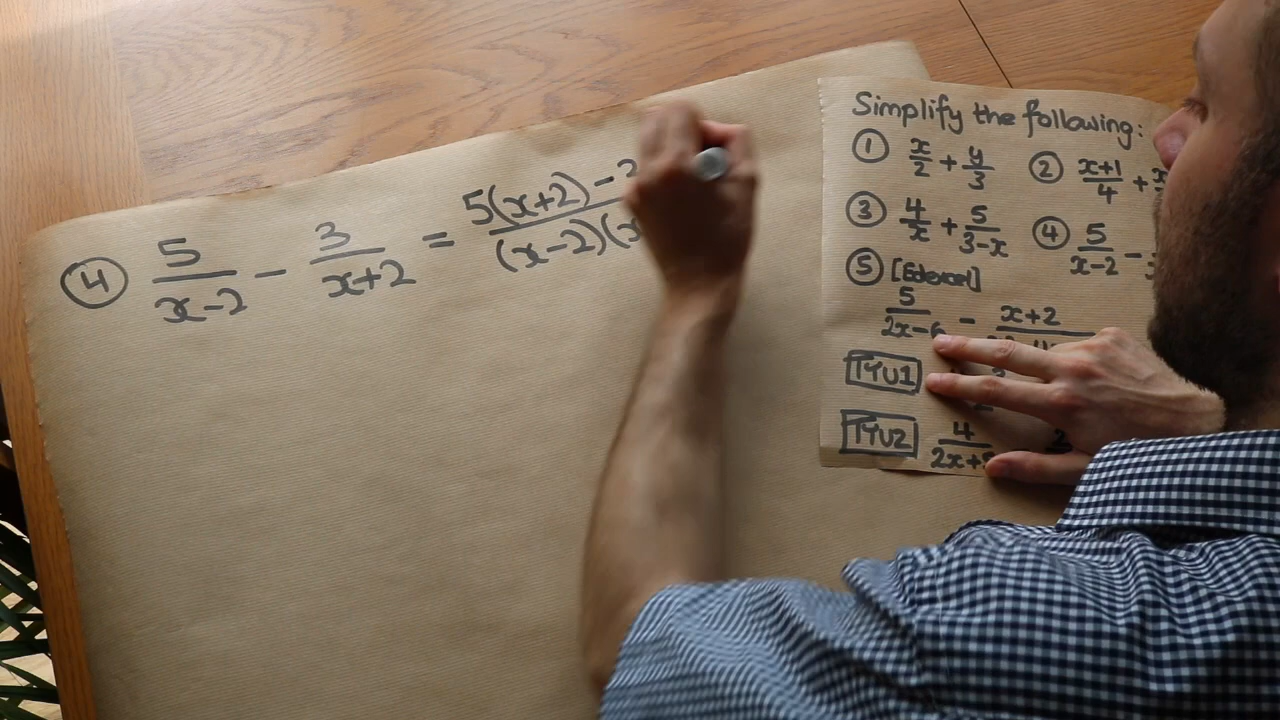 ④ 5/(x-2) - 3/(x+2) = 5(x+2) -
(x-2)(x
Simplify the following:
① x/2 + y/3 ② (x+1)/4 +
③ 4/x + 5/(3-x) ④ 5/(x-2) -
⑤ [Edexcel]
5/(2x-6) - x+2
TYU1
TYU2 4/(2x+